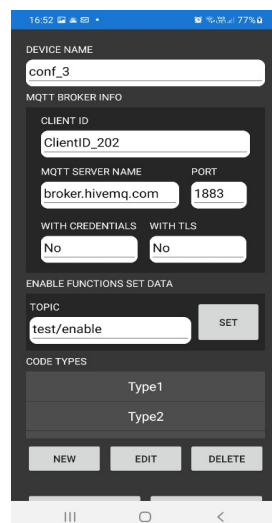 16:52 77%
DEVICE NAME
conf_3
MQTT BROKER INFO
CLIENT ID
ClientID_202
MQTT SERVER NAME PORT
broker.hivemq.com 1883
WITH CREDENTIALS WITH TLS
No No
ENABLE FUNCTIONS SET DATA
TOPIC
test/enable SET
CODE TYPES
Type1
Type2
NEW EDIT DELETE